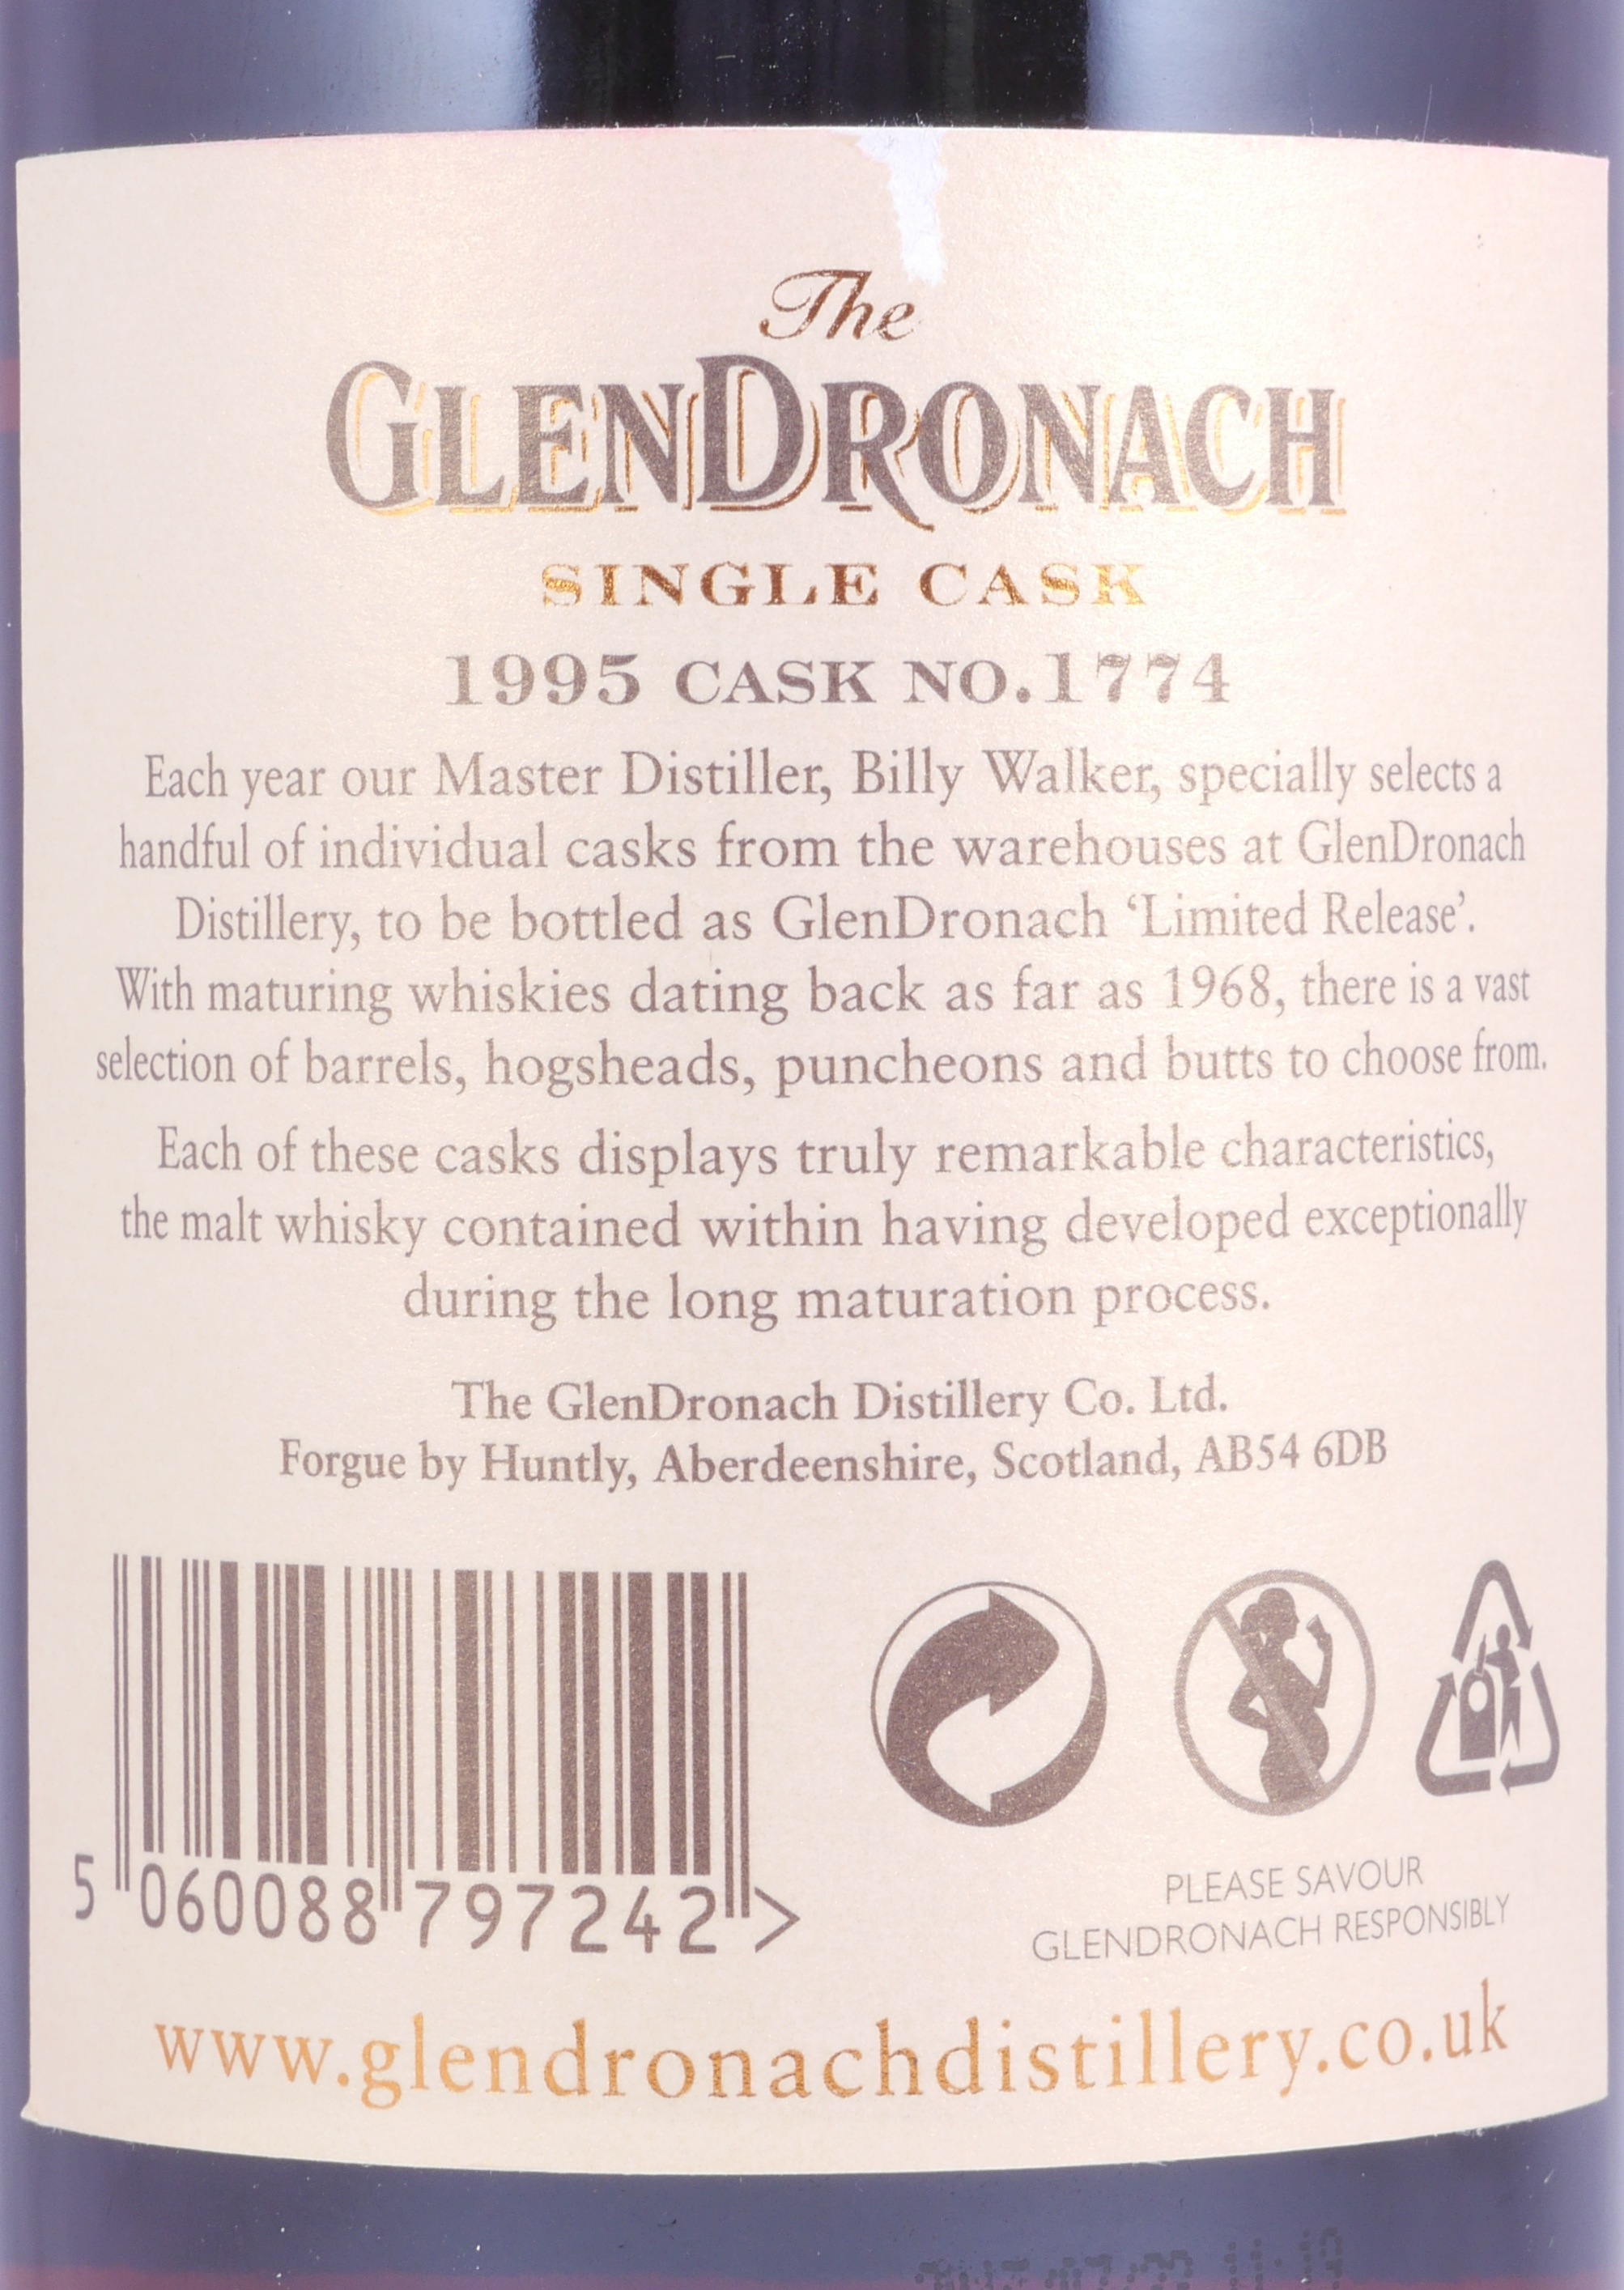 The
GLENDRONACH
SINGLE CASK
1995 CASK NO.1774
Each year our Master Distiller, Billy Walker, specially selects a
handful of individual casks from the warehouses at GlenDronach
Distillery, to be bottled as GlenDronach ‘Limited Release’.
With maturing whiskies dating back as far as 1968, there is a vast
selection of barrels, hogsheads, puncheons and butts to choose from.
Each of these casks displays truly remarkable characteristics,
the malt whisky contained within having developed exceptionally
during the long maturation process.
The GlenDronach Distillery Co. Ltd.
Forgue by Huntly, Aberdeenshire, Scotland, AB54 6DB
5 060088 797242 >
PLEASE SAVOUR
GLENDRONACH RESPONSIBLY
www.glendronachdistillery.co.uk